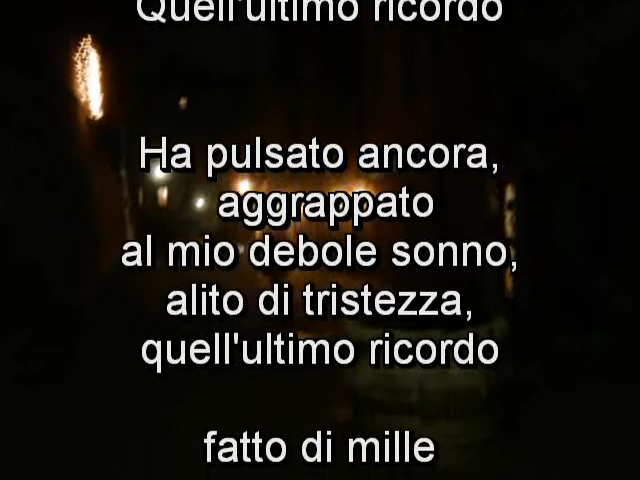 Quell'ultimo ricordo
Ha pulsato ancora,
aggrappato
al mio debole sonno,
alito di tristezza,
quell'ultimo ricordo
fatto di mille